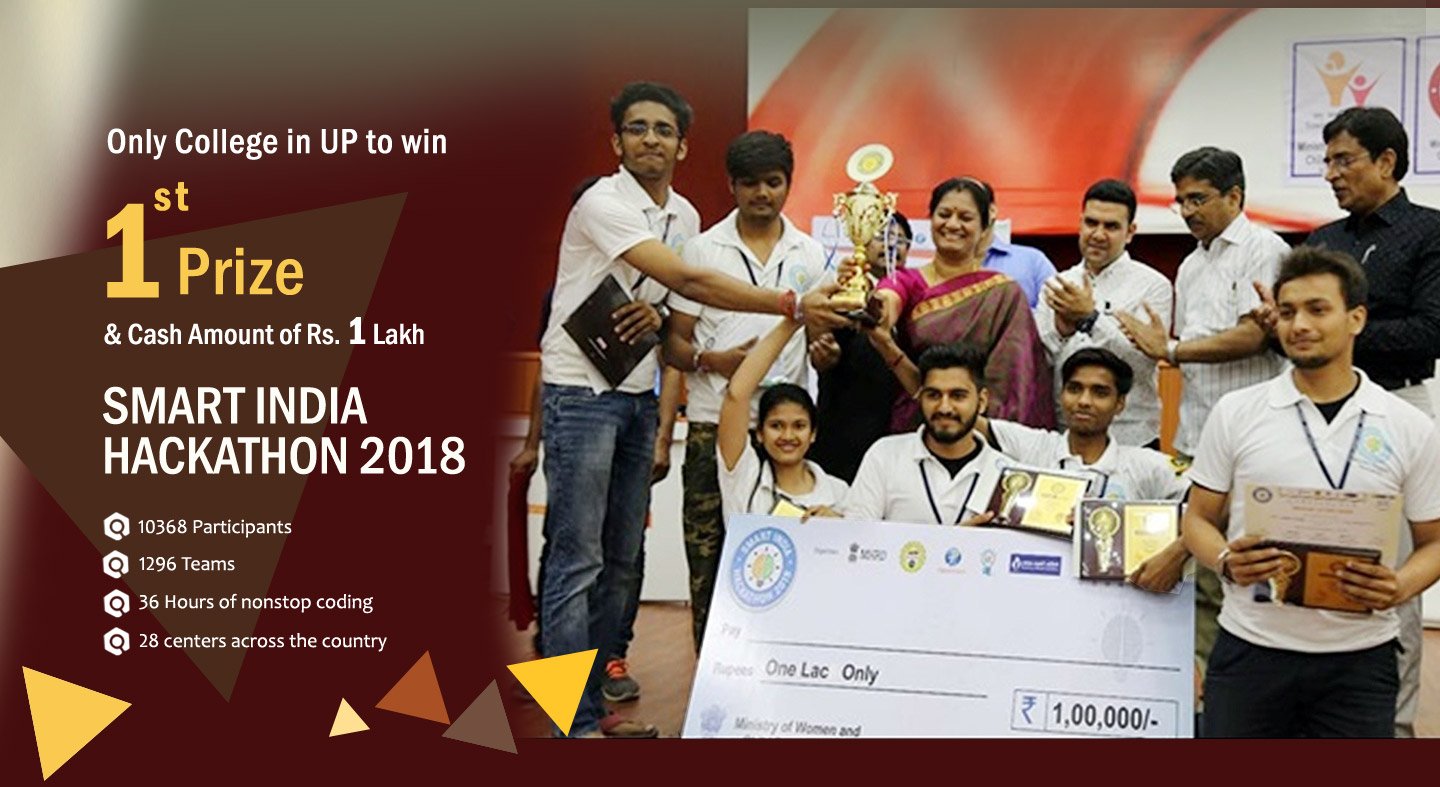 Only College in UP to win
1st
Prize
& Cash Amount of Rs. 1 Lakh
SMART INDIA
HACKATHON 2018
10368 Participants
1296 Teams
36 Hours of nonstop coding
28 centers across the country
SMART INDIA
HACKATHON 2018
MHRD
Pay
Rupees One Lac Only
₹ 1,00,000/-
Ministry of Women and